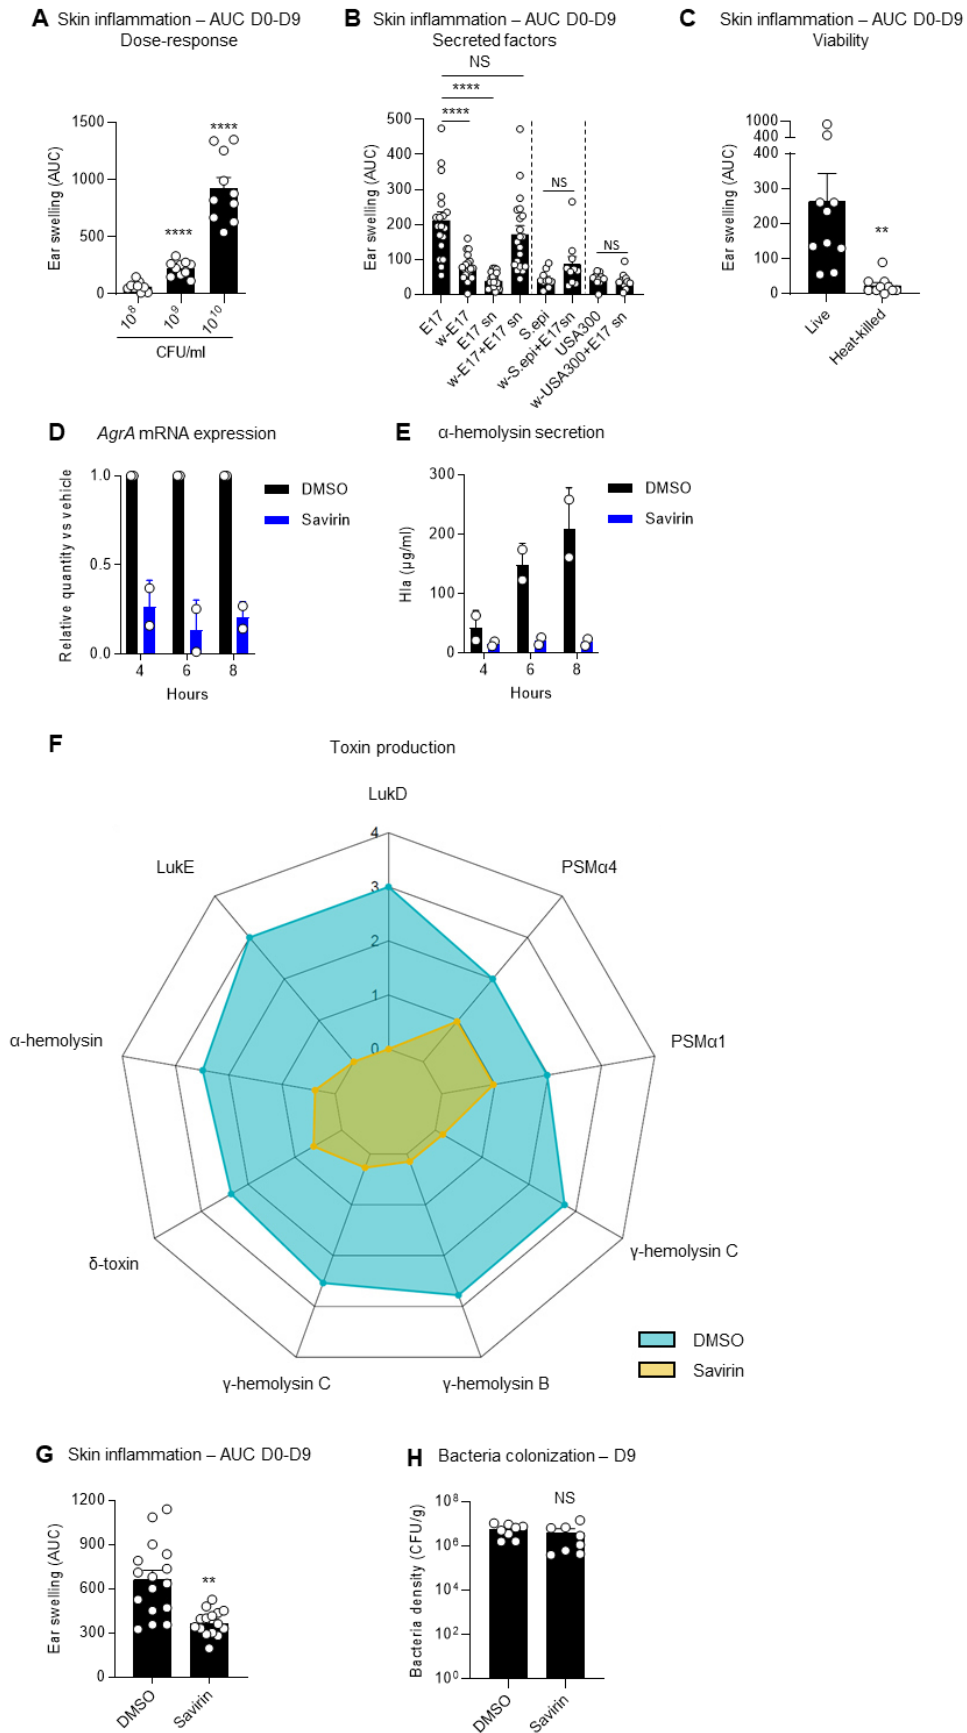 A Skin inflammation – AUC D0-D9
Dose-response
Ear swelling (AUC)
1500
1000
500
0
****
****
10^8
10^9
10^10
CFU/ml
B Skin inflammation – AUC D0-D9
Secreted factors
NS
****
****
NS
NS
Ear swelling (AUC)
500
400
300
200
100
0
E17
w-E17
E17 sn
w-E17+E17 sn
S.epi
w-S.epi+E17sn
USA300
w-USA300+E17 sn
C Skin inflammation – AUC D0-D9
Viability
Ear swelling (AUC)
1000
400
400
300
200
100
0
**
Live
Heat-killed
D AgrA mRNA expression
Relative quantity vs vehicle
1.0
0.5
0.0
4 6 8
Hours
DMSO
Savirin
E α-hemolysin secretion
Hla (µg/ml)
300
200
100
0
4 6 8
Hours
DMSO
Savirin
F Toxin production
LukD
PSMα4
PSMα1
γ-hemolysin C
γ-hemolysin B
γ-hemolysin C
δ-toxin
α-hemolysin
LukE
4
3
2
1
0
DMSO
Savirin
G Skin inflammation – AUC D0-D9
Ear swelling (AUC)
1200
900
600
300
0
**
DMSO
Savirin
H Bacteria colonization – D9
Bacteria density (CFU/g)
10^8
10^6
10^4
10^2
10^0
NS
DMSO
Savirin